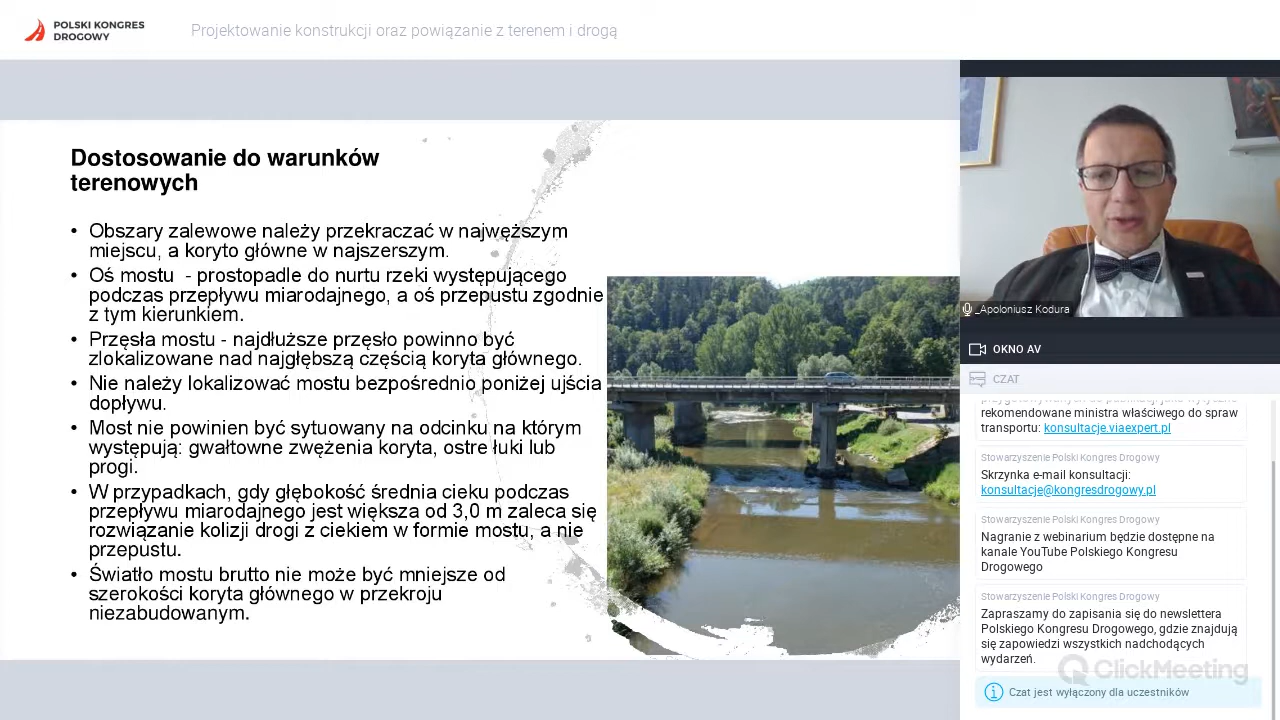 POLSKI KONGRES
DROGOWY
Projektowanie konstrukcji oraz powiązanie z terenem i drogą
Dostosowanie do warunków
terenowych
• Obszary zalewowe należy przekraczać w najwęższym
miejscu, a koryto główne w najszerszym.
• Oś mostu - prostopadle do nurtu rzeki występującego
podczas przepływu miarodajnego, a oś przepustu zgodnie
z tym kierunkiem.
• Przęsła mostu - najdłuższe przęsło powinno być
zlokalizowane nad najgłębszą częścią koryta głównego.
• Nie należy lokalizować mostu bezpośrednio poniżej ujścia
dopływu.
• Most nie powinien być sytuowany na odcinku na którym
występują: gwałtowne zwężenia koryta, ostre łuki lub
progi.
• W przypadkach, gdy głębokość średnia cieku podczas
przepływu miarodajnego jest większa od 3,0 m zaleca się
rozwiązanie kolizji drogi z ciekiem w formie mostu, a nie
przepustu.
• Światło mostu brutto nie może być mniejsze od
szerokości koryta głównego w przekroju
niezabudowanym.
_Apoloniusz Kodura
OKNO AV
CZAT
rekomendowane ministra właściwego do spraw
transportu: konsultacje.viaexpert.pl
Stowarzyszenie Polski Kongres Drogowy
Skrzynka e-mail konsultacji:
konsultacje@kongresdrogowy.pl
Stowarzyszenie Polski Kongres Drogowy
Nagranie z webinarium będzie dostępne na
kanale YouTube Polskiego Kongresu
Drogowego
Stowarzyszenie Polski Kongres Drogowy
Zapraszamy do zapisania się do newslettera
Polskiego Kongresu Drogowego, gdzie znajdują
się zapowiedzi wszystkich nadchodzących
wydarzeń.
ClickMeeting
Czat jest wyłączony dla uczestników